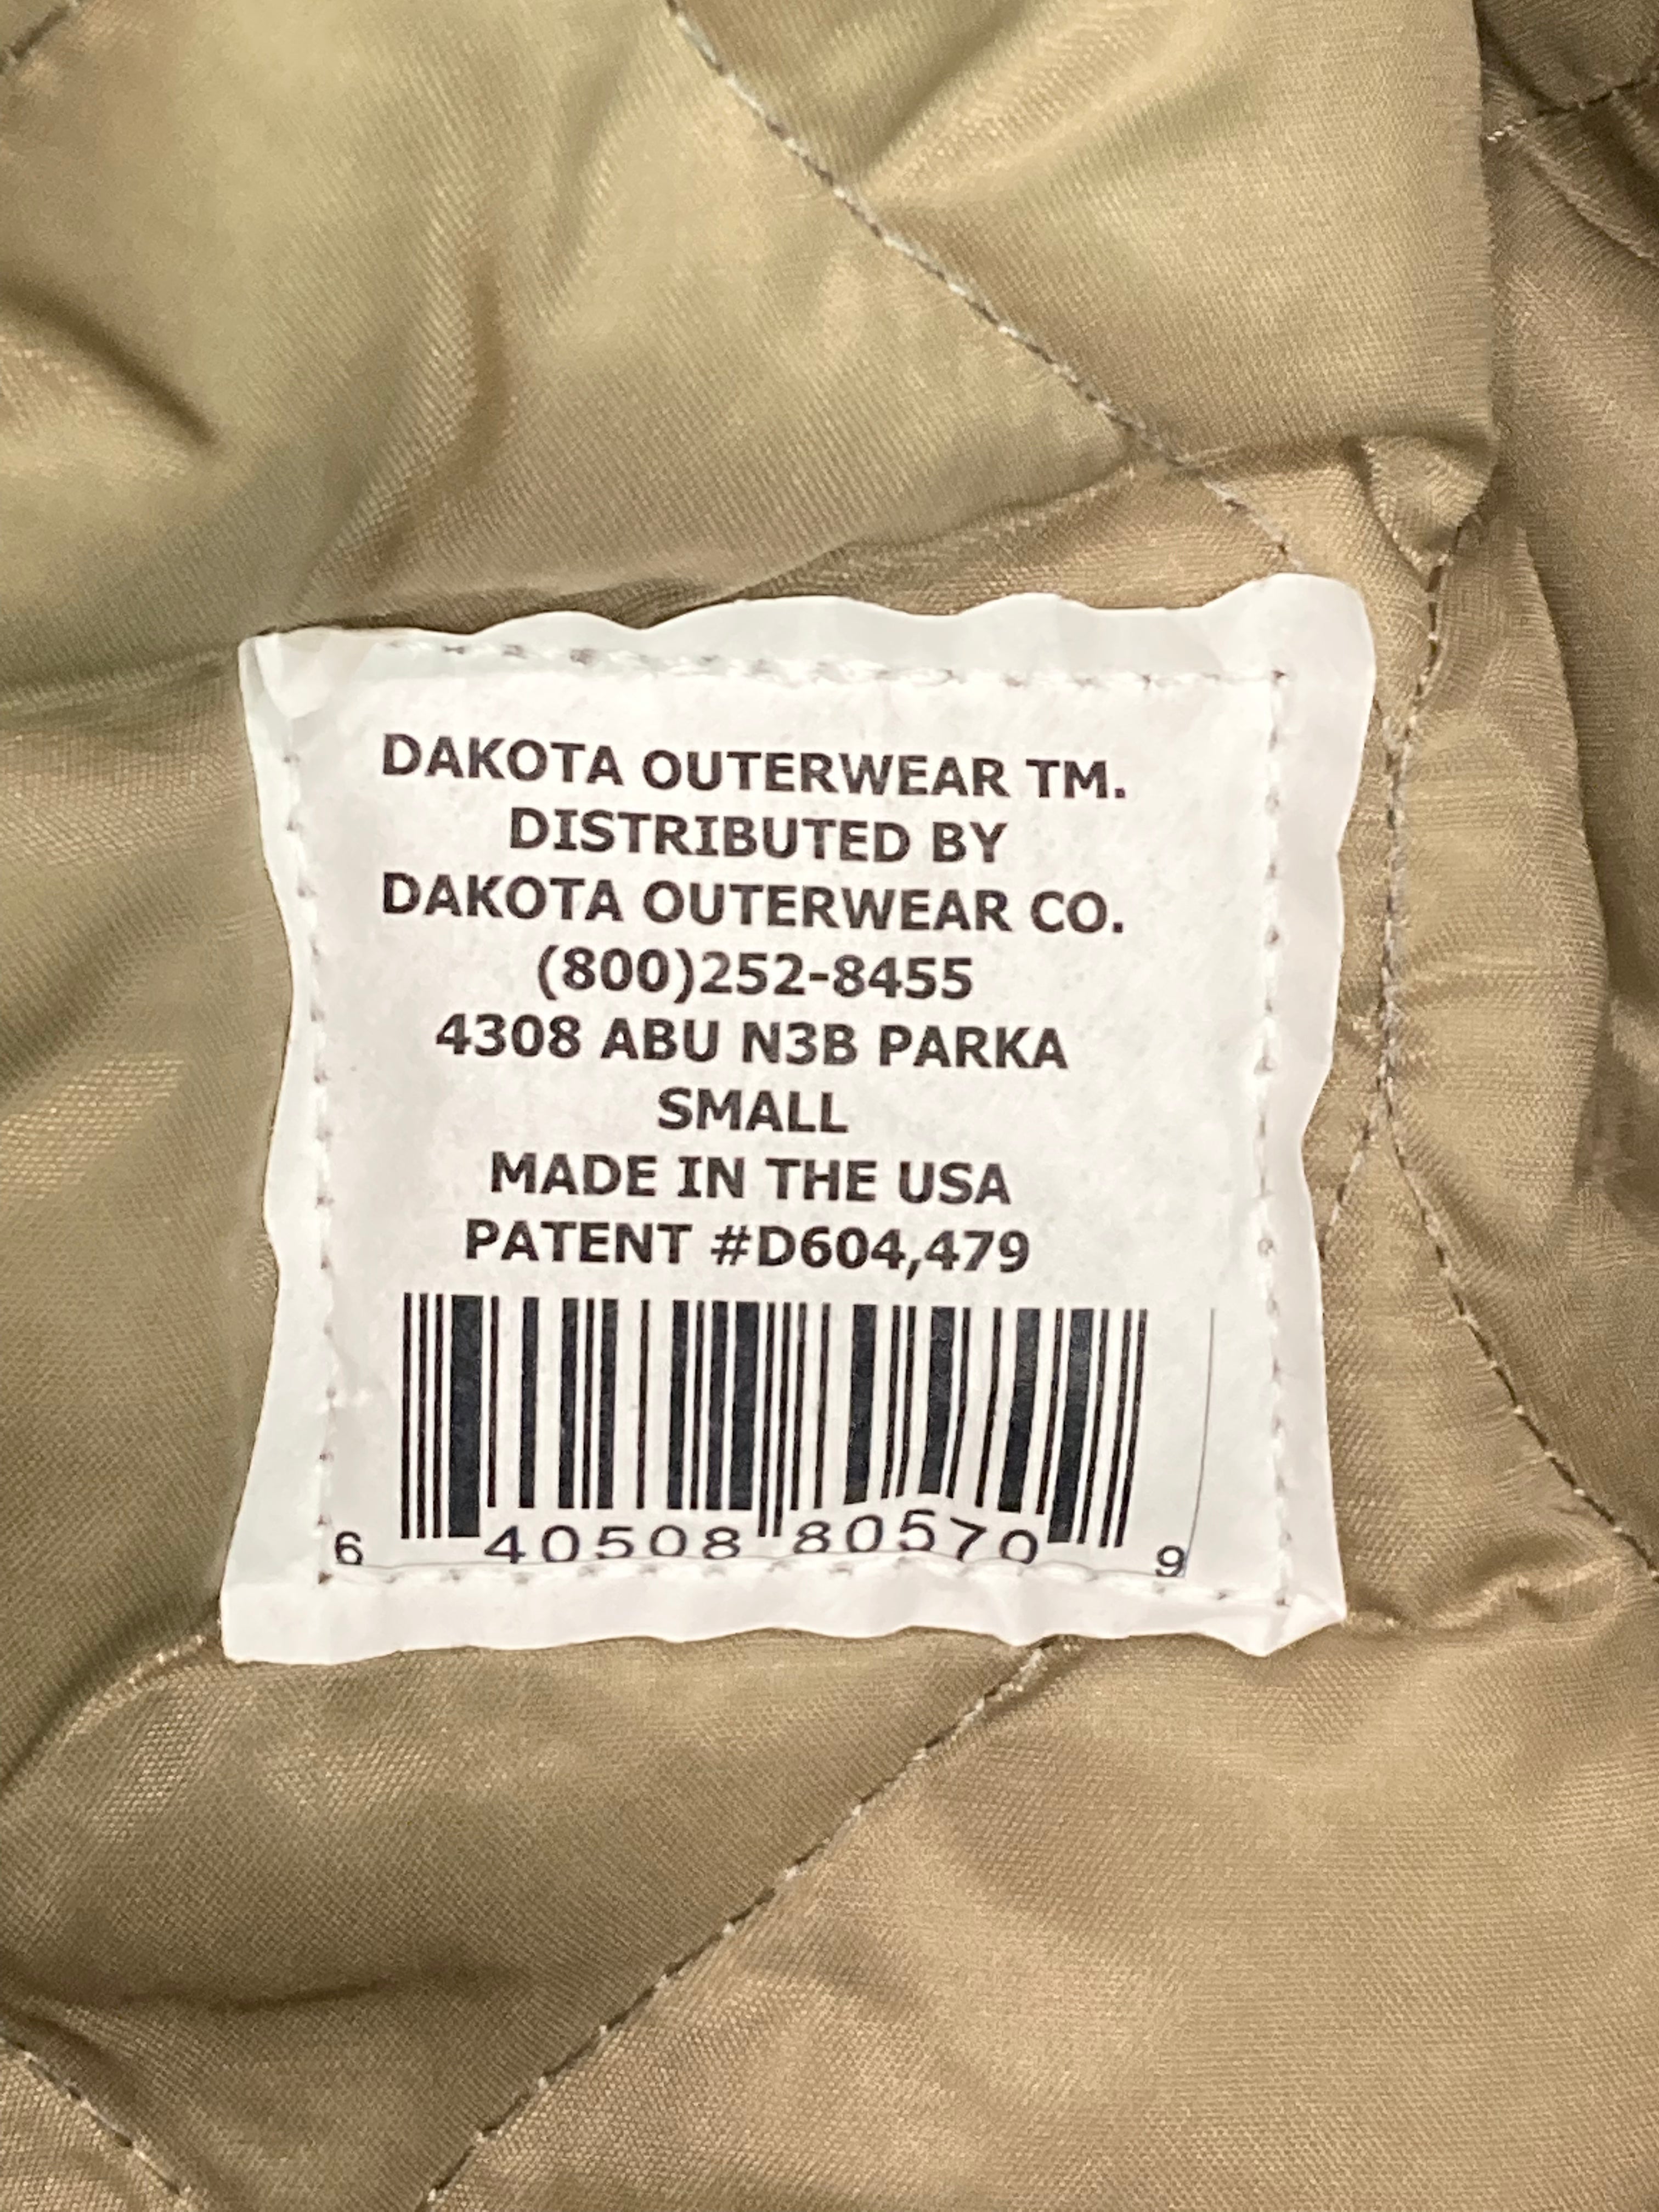 DAKOTA OUTERWEAR TM.
DISTRIBUTED BY
DAKOTA OUTERWEAR CO.
(800)252-8455
4308 ABU N3B PARKA
SMALL
MADE IN THE USA
PATENT #D604,479
6 40508 80570 9